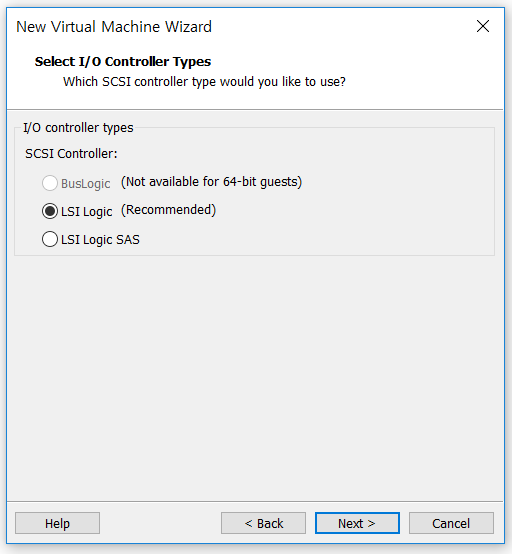 New Virtual Machine Wizard
Select I/O Controller Types
Which SCSI controller type would you like to use?
I/O controller types
SCSI Controller:
BusLogic (Not available for 64-bit guests)
LSI Logic (Recommended)
LSI Logic SAS
Help < Back Next > Cancel